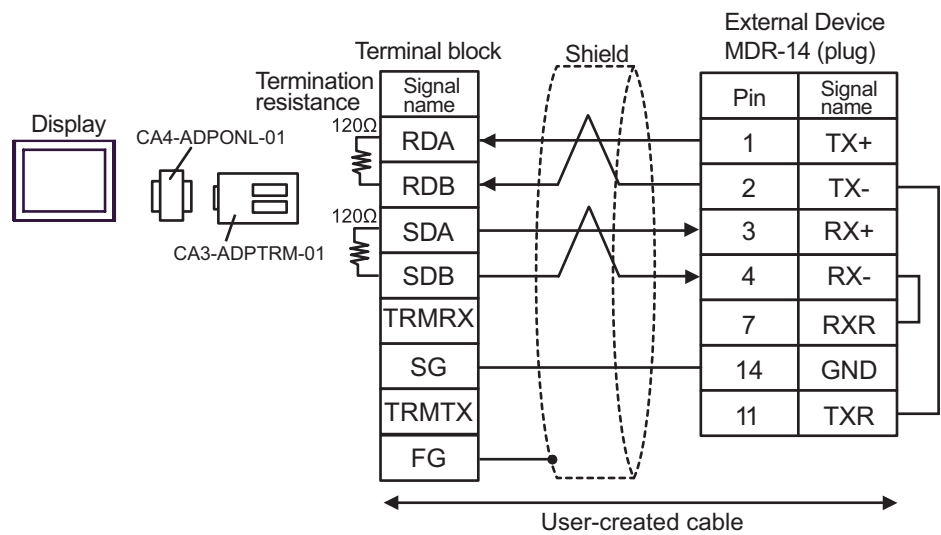 External Device
MDR-14 (plug)
Terminal block
Shield
Termination
resistance
Signal
name
Pin
Signal
name
Display
CA4-ADPONL-01
CA3-ADPTRM-01
120Ω
RDA
1
TX+
RDB
2
TX-
120Ω
SDA
3
RX+
SDB
4
RX-
TRMRX
7
RXR
SG
14
GND
TRMTX
11
TXR
FG
User-created cable